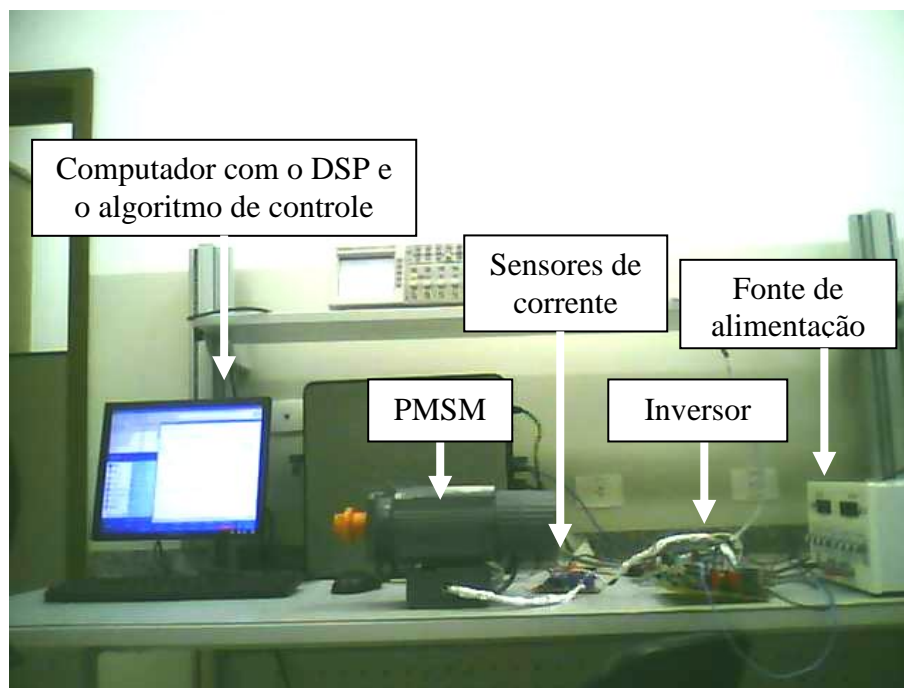 Computador com o DSP e
o algoritmo de controle
Sensores de
corrente
Fonte de
alimentação
PMSM
Inversor